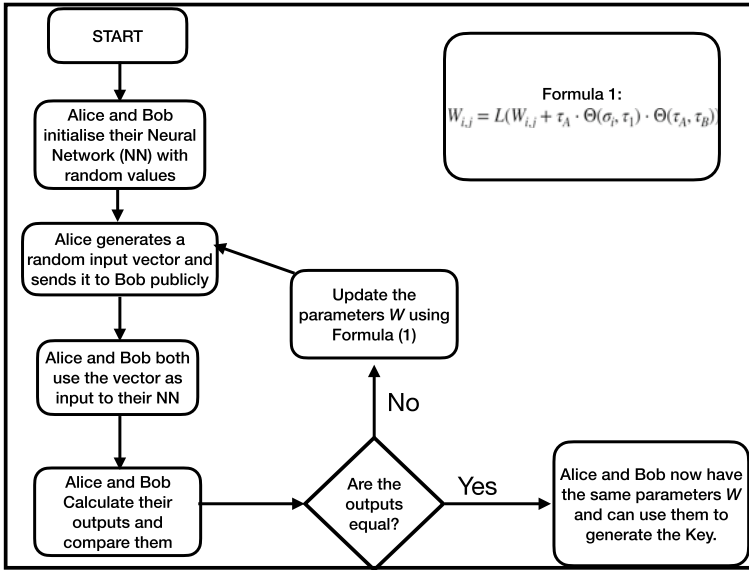 START
Alice and Bob
initialise their Neural
Network (NN) with
random values
Alice generates a
random input vector and
sends it to Bob publicly
Alice and Bob both
use the vector as
input to their NN
Alice and Bob
Calculate their
outputs and
compare them
Are the
outputs
equal?
No
Update the
parameters W using
Formula (1)
Yes
Alice and Bob now have
the same parameters W
and can use them to
generate the Key.
Formula 1:
W_{i,j} = L(W_{i,j} + τ_A · Θ(σ_i, τ_1) · Θ(τ_A, τ_B))